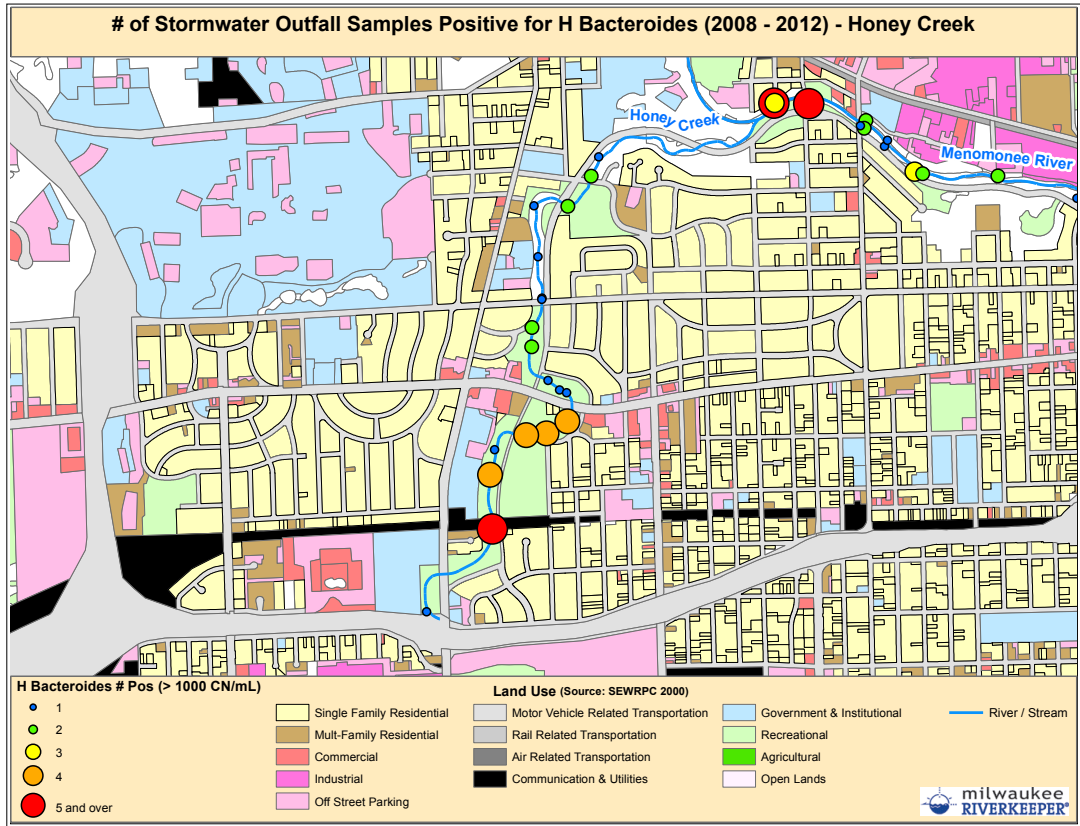 # of Stormwater Outfall Samples Positive for H Bacteroides (2008 - 2012) - Honey Creek
Honey Creek
Menomonee River
H Bacteroides # Pos (> 1000 CN/mL)
1
2
3
4
5 and over
Land Use (Source: SEWRPC 2000)
Single Family Residential
Mult-Family Residential
Commercial
Industrial
Off Street Parking
Motor Vehicle Related Transportation
Rail Related Transportation
Air Related Transportation
Communication & Utilities
Government & Institutional
Recreational
Agricultural
Open Lands
River / Stream
milwaukee
RIVERKEEPER®